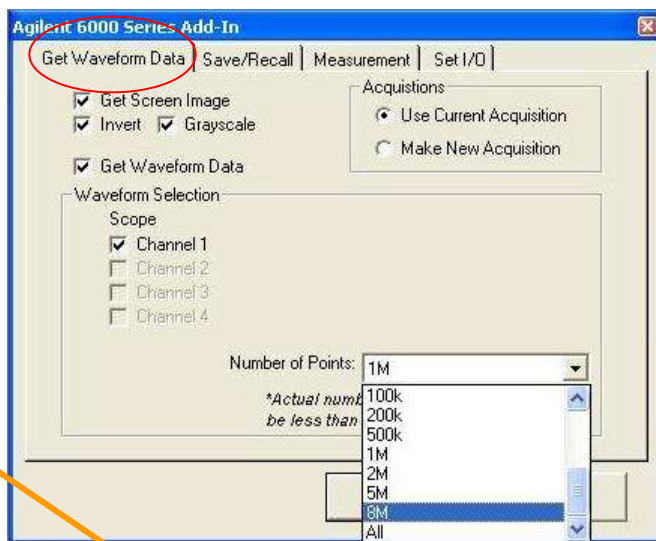 Agilent 6000 Series Add-In
Get Waveform Data Save/Recall Measurement Set I/O
Get Screen Image
Invert Grayscale
Get Waveform Data
Acquistions
Use Current Acquisition
Make New Acquisition
Waveform Selection
Scope
Channel 1
Channel 2
Channel 3
Channel 4
Number of Points: 1M
*Actual
be less than
100k
200k
500k
1M
2M
5M
8M
All